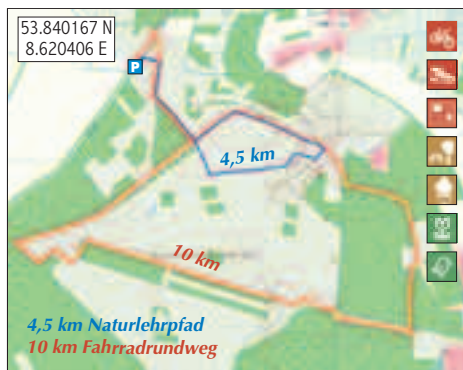 53.840167 N
8.620406 E
P
4,5 km
10 km
4,5 km Naturlehrpfad
10 km Fahrradrundweg